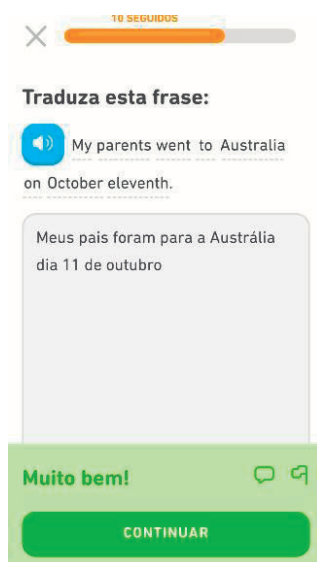 10 SEGUIDOS
Traduza esta frase:
My parents went to Australia
on October eleventh.
Meus pais foram para a Austrália
dia 11 de outubro
Muito bem!
CONTINUAR